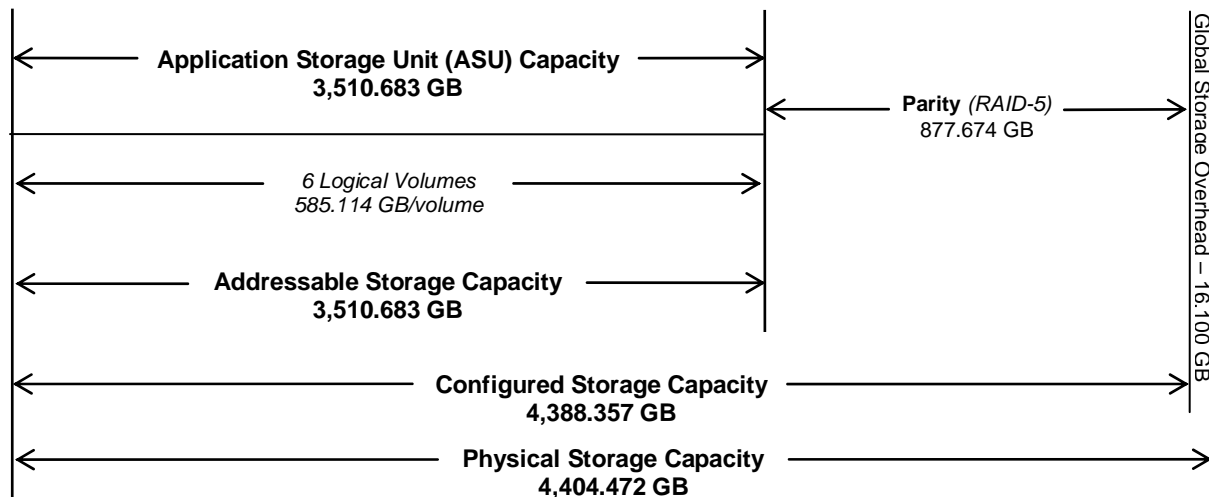 Application Storage Unit (ASU) Capacity
3,510.683 GB
Parity (RAID-5)
877.674 GB
6 Logical Volumes
585.114 GB/volume
Addressable Storage Capacity
3,510.683 GB
Configured Storage Capacity
4,388.357 GB
Physical Storage Capacity
4,404.472 GB
Global Storage Overhead – 16.100 GB